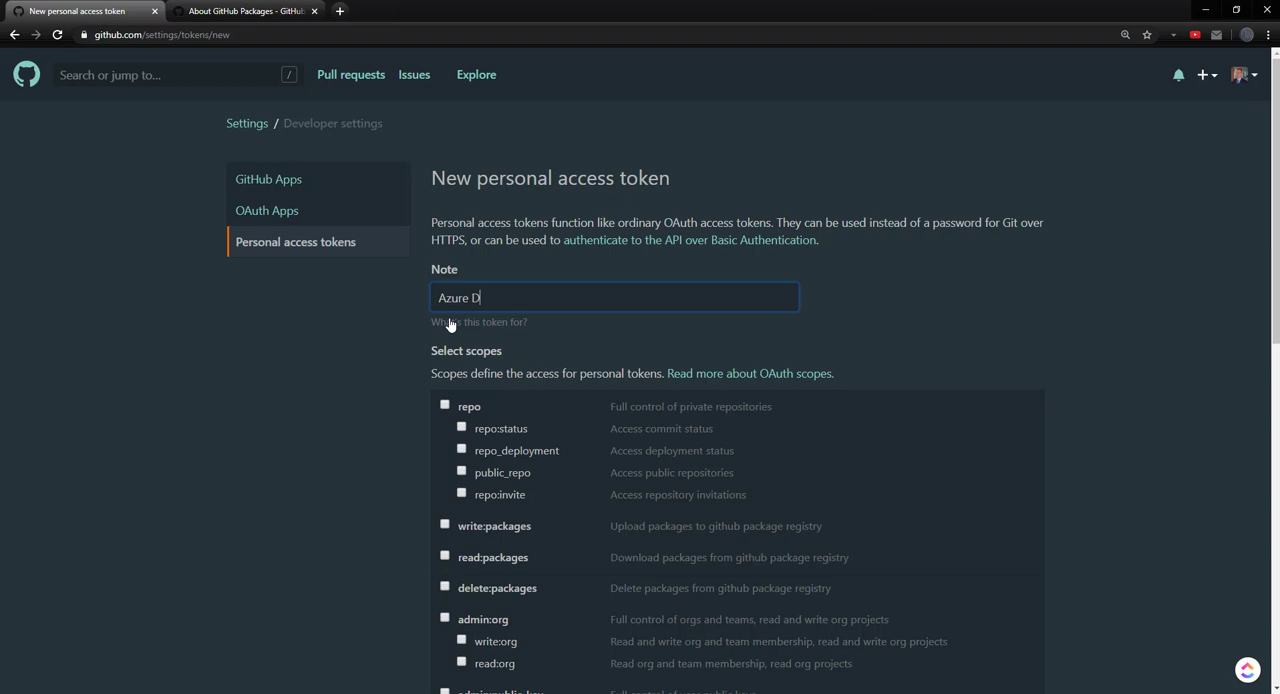 New personal access token
About GitHub Packages - GitHub
github.com/settings/tokens/new
Search or jump to...
/
Pull requests
Issues
Explore
Settings / Developer settings
GitHub Apps
OAuth Apps
Personal access tokens
New personal access token
Personal access tokens function like ordinary OAuth access tokens. They can be used instead of a password for Git over
HTTPS, or can be used to authenticate to the API over Basic Authentication.
Note
Azure D
What's this token for?
Select scopes
Scopes define the access for personal tokens. Read more about OAuth scopes.
repo Full control of private repositories
repo:status Access commit status
repo_deployment Access deployment status
public_repo Access public repositories
repo:invite Access repository invitations
write:packages Upload packages to github package registry
read:packages Download packages from github package registry
delete:packages Delete packages from github package registry
admin:org Full control of orgs and teams, read and write org projects
write:org Read and write org and team membership, read and write org projects
read:org Read org and team membership, read org projects